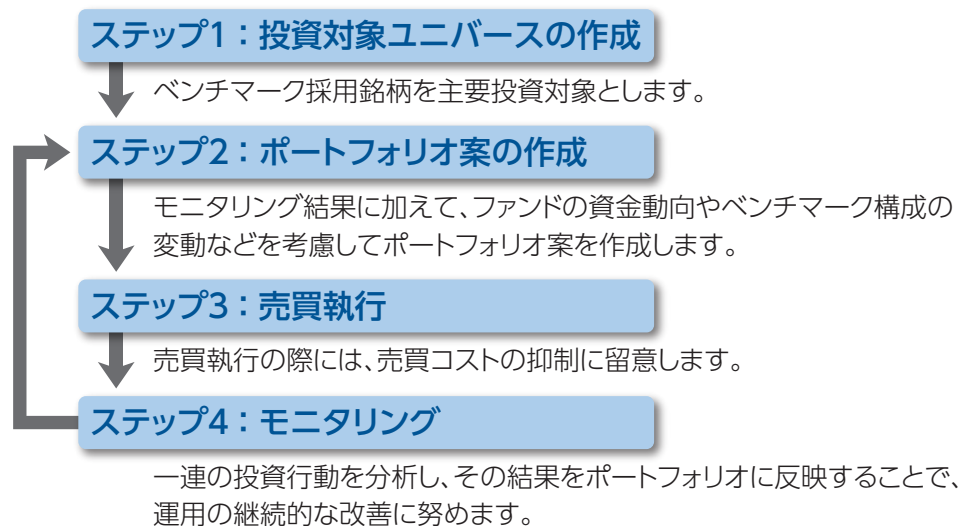 ステップ1：投資対象ユニバースの作成
ベンチマーク採用銘柄を主要投資対象とします。
ステップ2：ポートフォリオ案の作成
モニタリング結果に加えて、ファンドの資金動向やベンチマーク構成の
変動などを考慮してポートフォリオ案を作成します。
ステップ3：売買執行
売買執行の際には、売買コストの抑制に留意します。
ステップ4：モニタリング
一連の投資行動を分析し、その結果をポートフォリオに反映することで、
運用の継続的な改善に努めます。